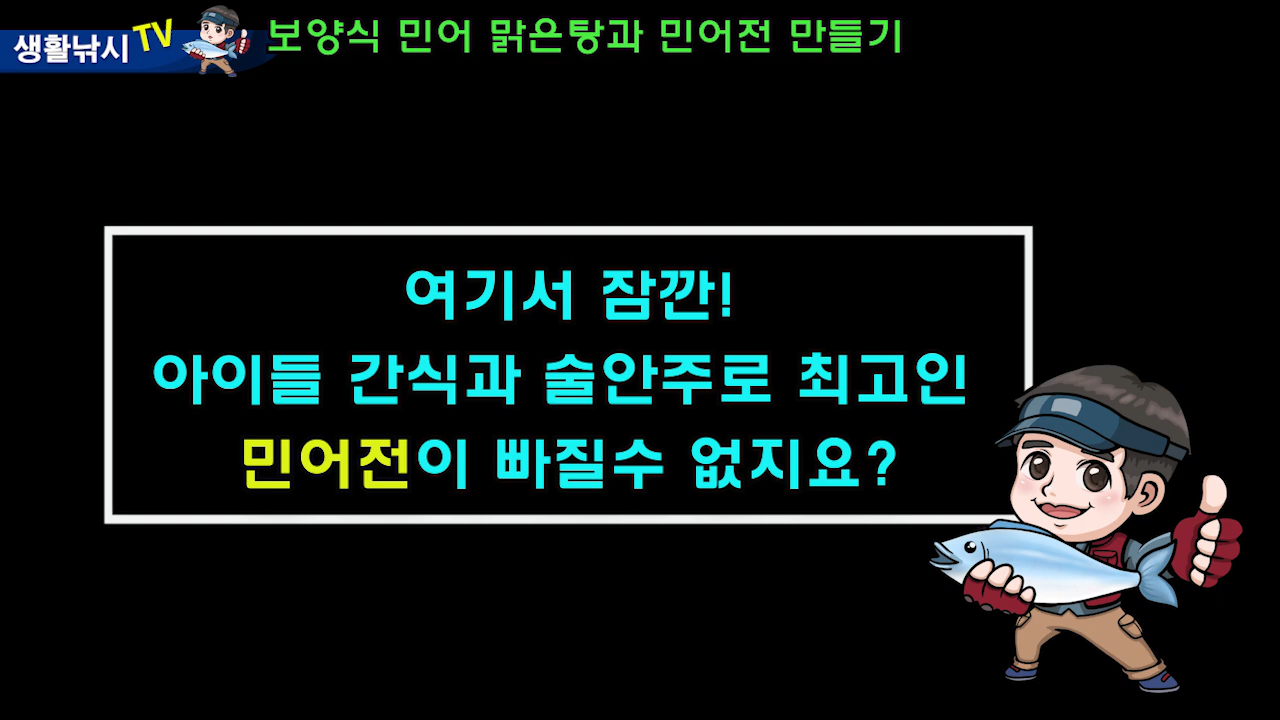 생활낚시TV
보양식 민어 맑은탕과 민어전 만들기
여기서 잠깐!
아이들 간식과 술안주로 최고인
민어전이 빠질수 없지요?